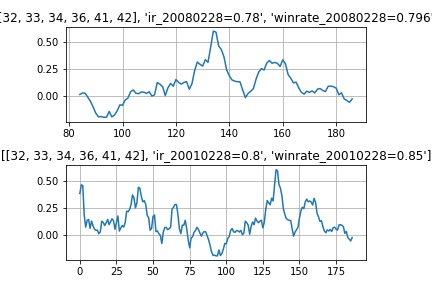 [32, 33, 34, 36, 41, 42], 'ir_20080228=0.78', 'winrate_20080228=0.796'
0.50
0.25
0.00
80 100 120 140 160 180
[[32, 33, 34, 36, 41, 42], 'ir_20010228=0.8', 'winrate_20010228=0.85']
0.50
0.25
0.00
0 25 50 75 100 125 150 175